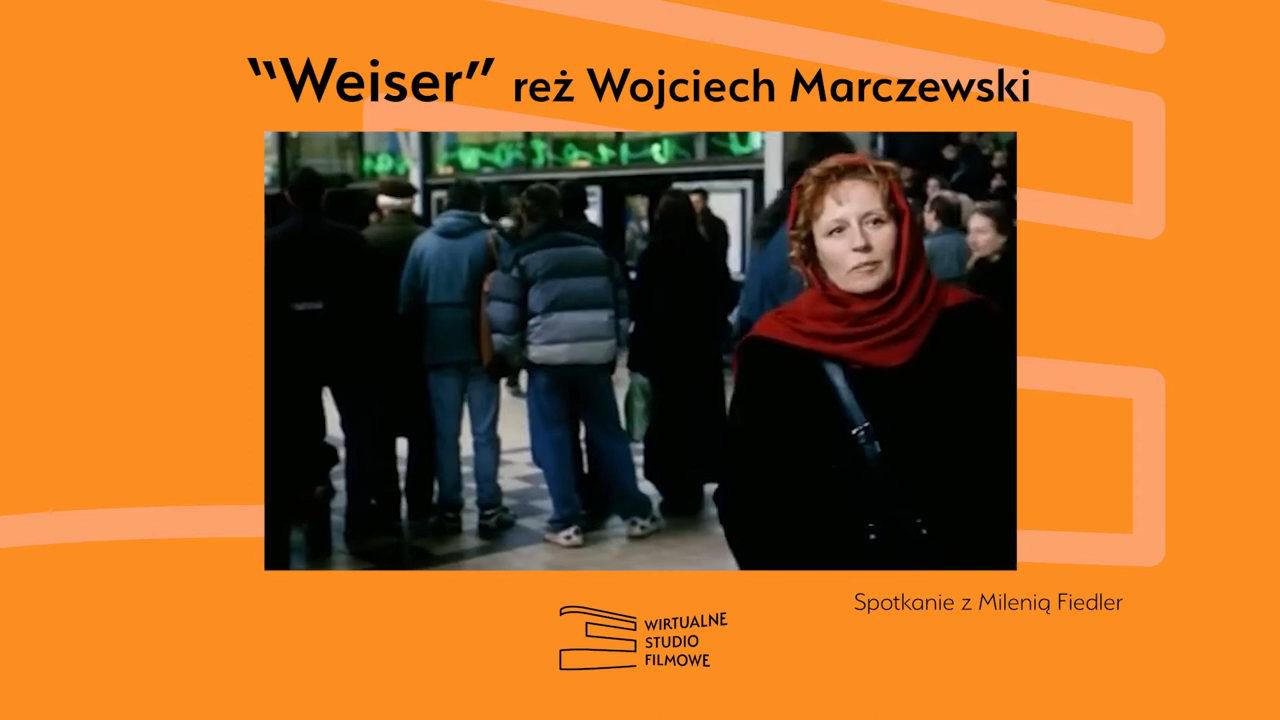 “Weiser” reż Wojciech Marczewski
Spotkanie z Milenią Fiedler
WIRTUALNE
STUDIO
FILMOWE